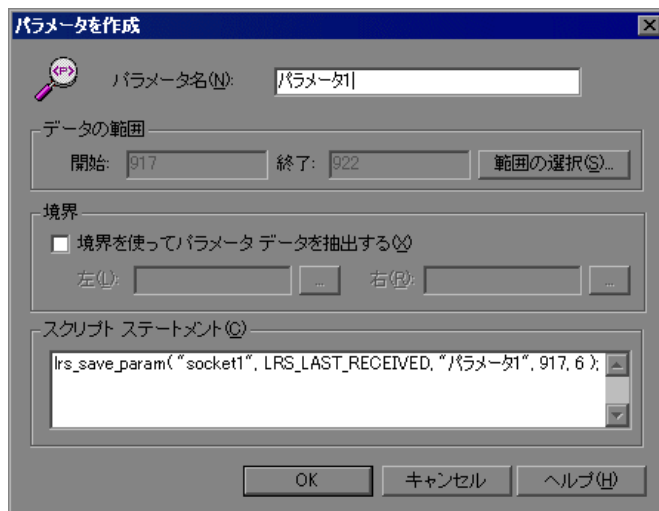 パラメータを作成
<P>
パラメータ名(N): パラメータ1
データの範囲
開始: 917 終了: 922 範囲の選択(S)...
境界
境界を使ってパラメータ データを抽出する(X)
左(L): ... 右(R): ...
スクリプト ステートメント(C)
lrs_save_param( "socket1", LRS_LAST_RECEIVED, "パラメータ1", 917, 6 );
OK キャンセル ヘルプ(H)